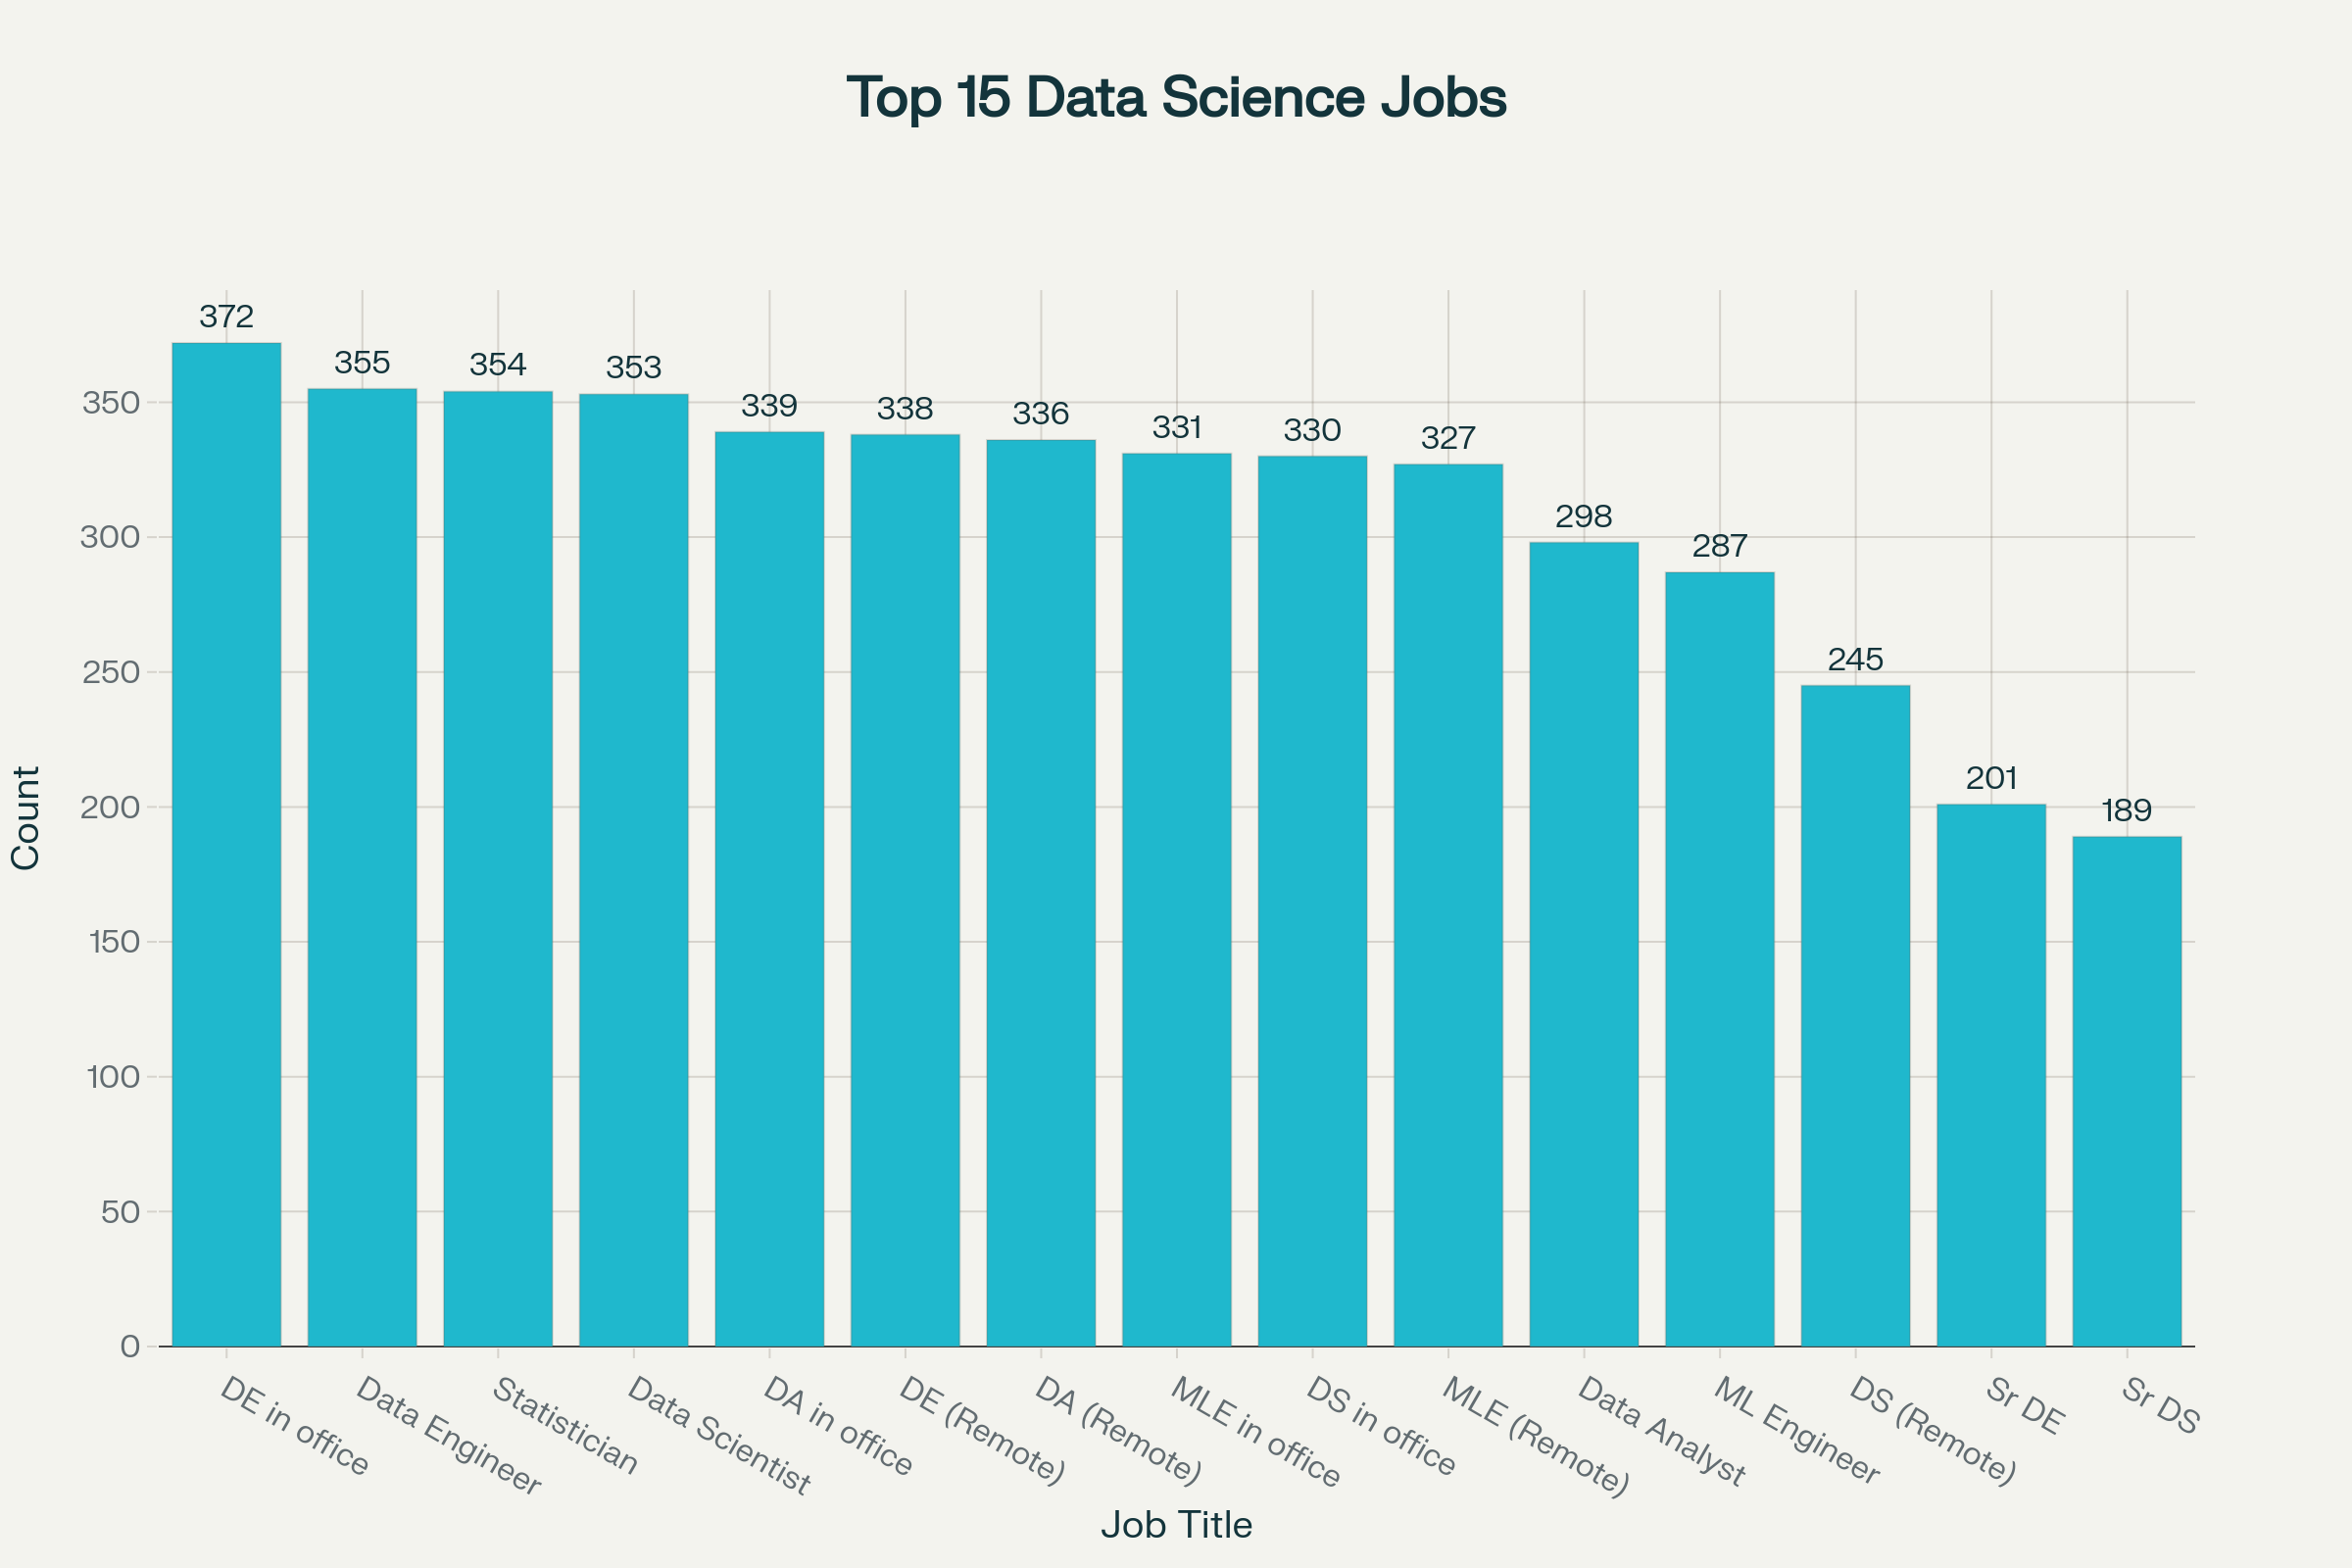 Top 15 Data Science Jobs
372
355
354
353
339
338
336
331
330
327
298
287
245
201
189
350
300
250
200
150
100
50
0
Count
DE in office
Data Engineer
Statistician
Data Scientist
DA in office
DE (Remote)
DA (Remote)
MLE in office
DS in office
MLE (Remote)
Data Analyst
ML Engineer
DS (Remote)
Sr DE
Sr DS
Job Title